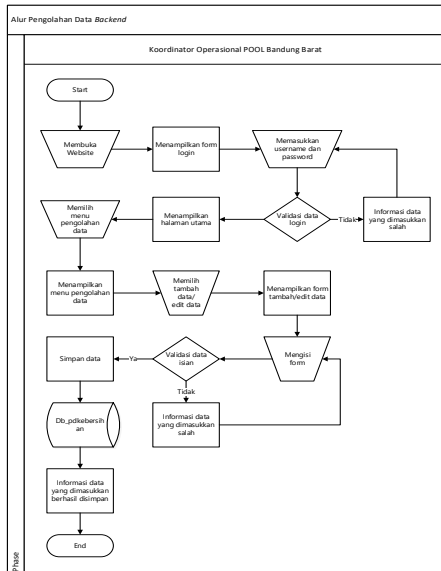 Alur Pengolahan Data Backend
Koordinator Operasional POOL Bandung Barat
Start
Membuka
Website
Menampilkan form
login
Memasukkan
username dan
password
Memilih
menu
pengolahan
data
Menampilkan
halaman utama
Validasi data
login
Tidak
Informasi data
yang dimasukkan
salah
Menampilkan
menu pengolahan
data
Memilih
tambah
data/
edit data
Menampilkan form
tambah/edit data
Simpan data
Ya
Validasi data
isian
Mengisi
form
Tidak
Db_pdkebersih
an
Informasi data
yang dimasukkan
salah
Informasi data
yang dimasukkan
berhasil disimpan
End
Phase